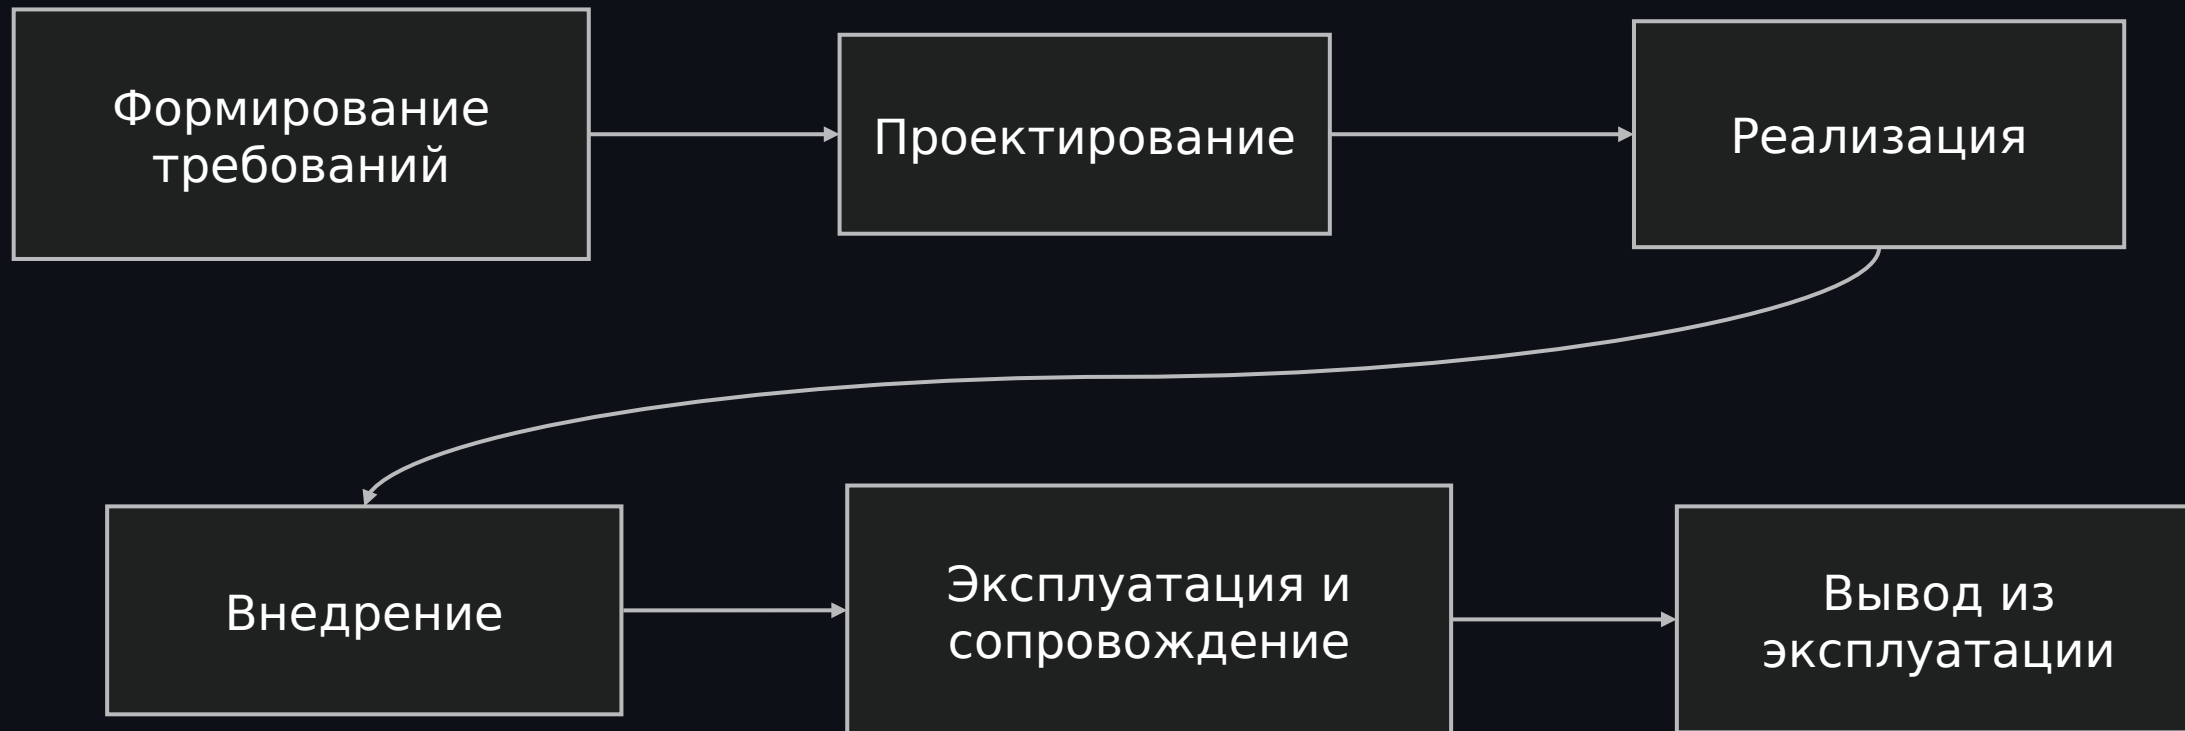 Формирование
требований
Проектирование
Реализация
Внедрение
Эксплуатация и
сопровождение
Вывод из
эксплуатации